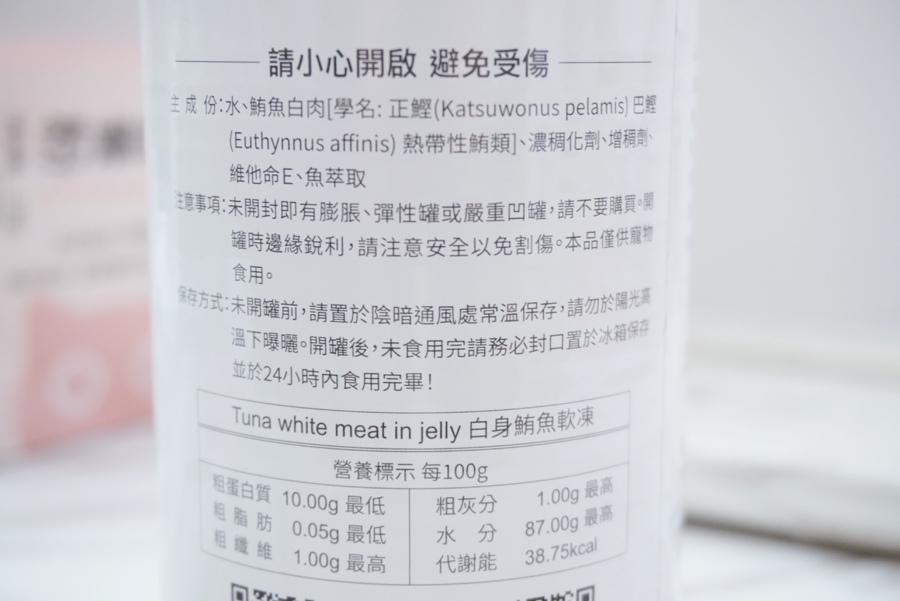 請小心開啟 避免受傷
主成份：水、鮪魚白肉[學名: 正鰹(Katsuwonus pelamis) 巴鰹
(Euthynnus affinis) 熱帶性鮪類]、濃稠化劑、增稠劑、
維他命E、魚萃取
注意事項：未開封即有膨脹、彈性罐或嚴重凹罐，請不要購買。開
罐時邊緣銳利，請注意安全以免割傷。本品僅供寵物
食用。
保存方式：未開罐前，請置於陰暗通風處常溫保存，請勿於陽光高
溫下曝曬。開罐後，未食用完請務必封口置於冰箱保存
並於24小時內食用完畢！
Tuna white meat in jelly 白身鮪魚軟凍
營養標示 每100g
粗蛋白質 10.00g 最低 粗灰分 1.00g 最高
粗脂肪 0.05g 最低 水分 87.00g 最高
粗纖維 1.00g 最高 代謝能 38.75kcal